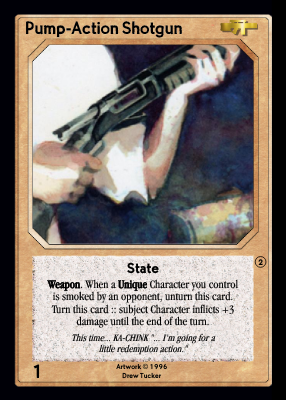 Pump-Action Shotgun
2
State
Weapon. When a Unique Character you control
is smoked by an opponent, unturn this card.
Turn this card :: subject Character inflicts +3
damage until the end of the turn.
This time... KA-CHINK "... I'm going for a
little redemption action."
1
Artwork © 1996
Drew Tucker